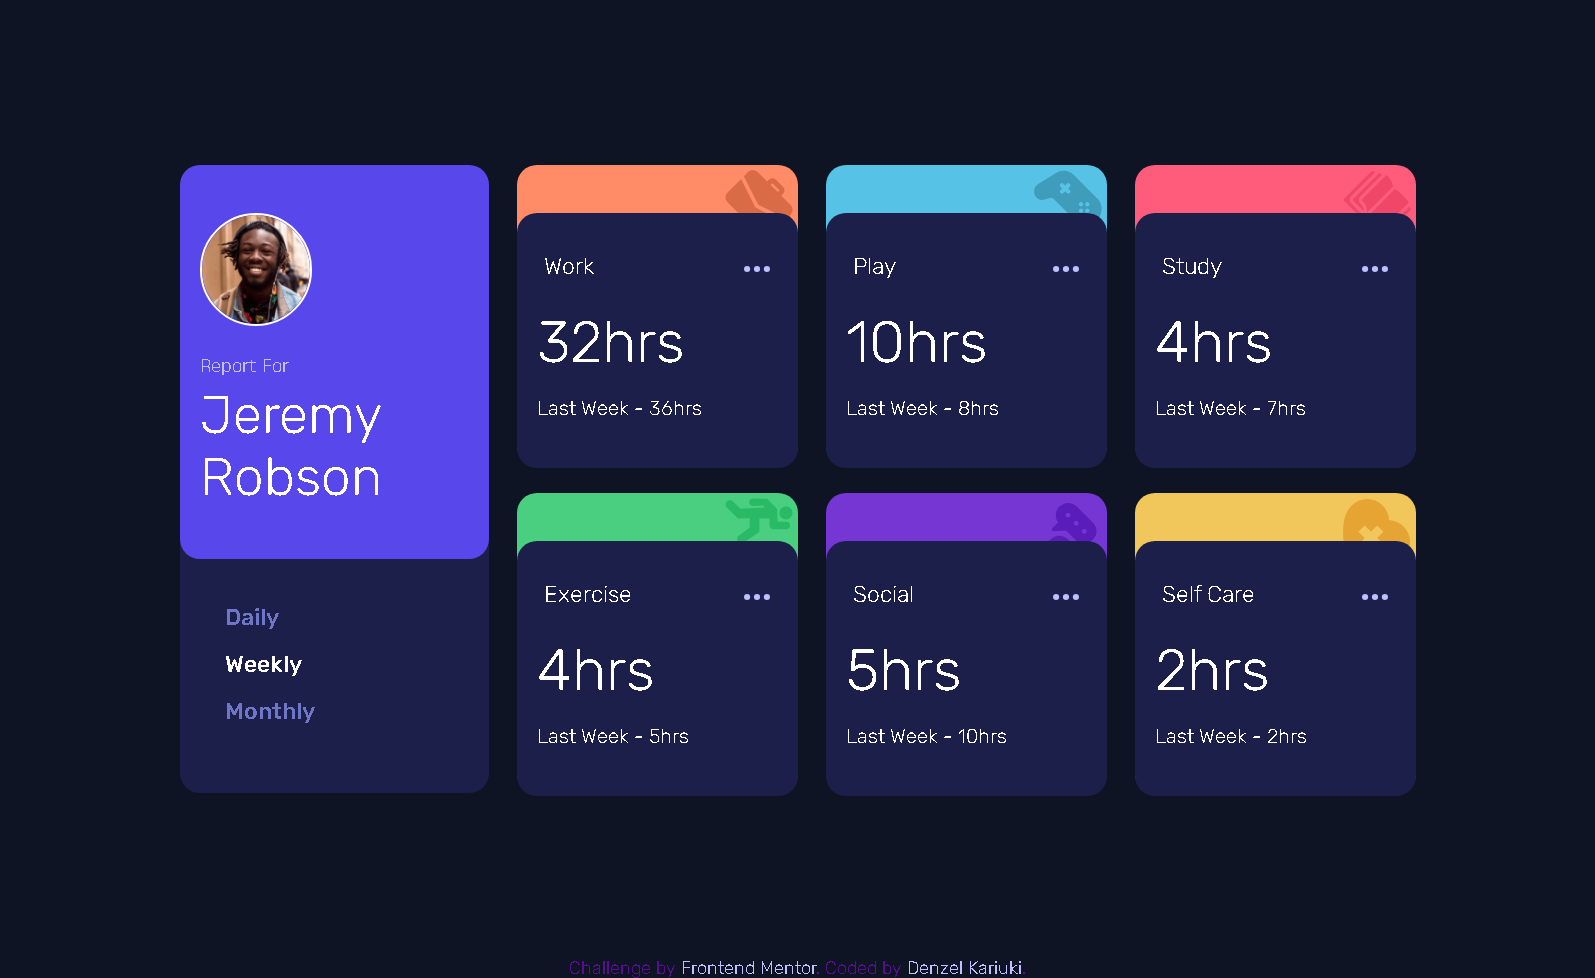 Report For
Jeremy
Robson
Daily
Weekly
Monthly
Work
32hrs
Last Week - 36hrs
Play
10hrs
Last Week - 8hrs
Study
4hrs
Last Week - 7hrs
Exercise
4hrs
Last Week - 5hrs
Social
5hrs
Last Week - 10hrs
Self Care
2hrs
Last Week - 2hrs
Challenge by Frontend Mentor. Coded by Denzel Kariuki.